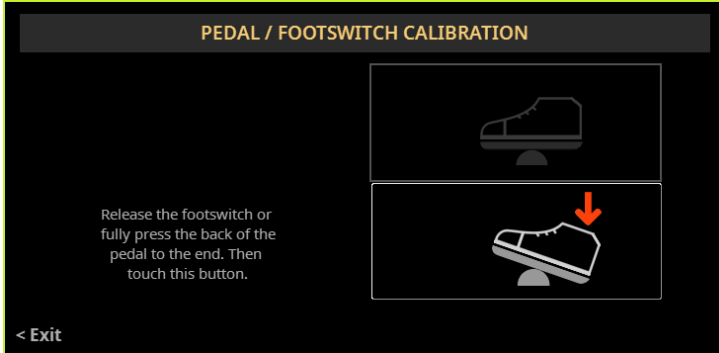 PEDAL / FOOTSWITCH CALIBRATION
Release the footswitch or
fully press the back of the
pedal to the end. Then
touch this button.
< Exit